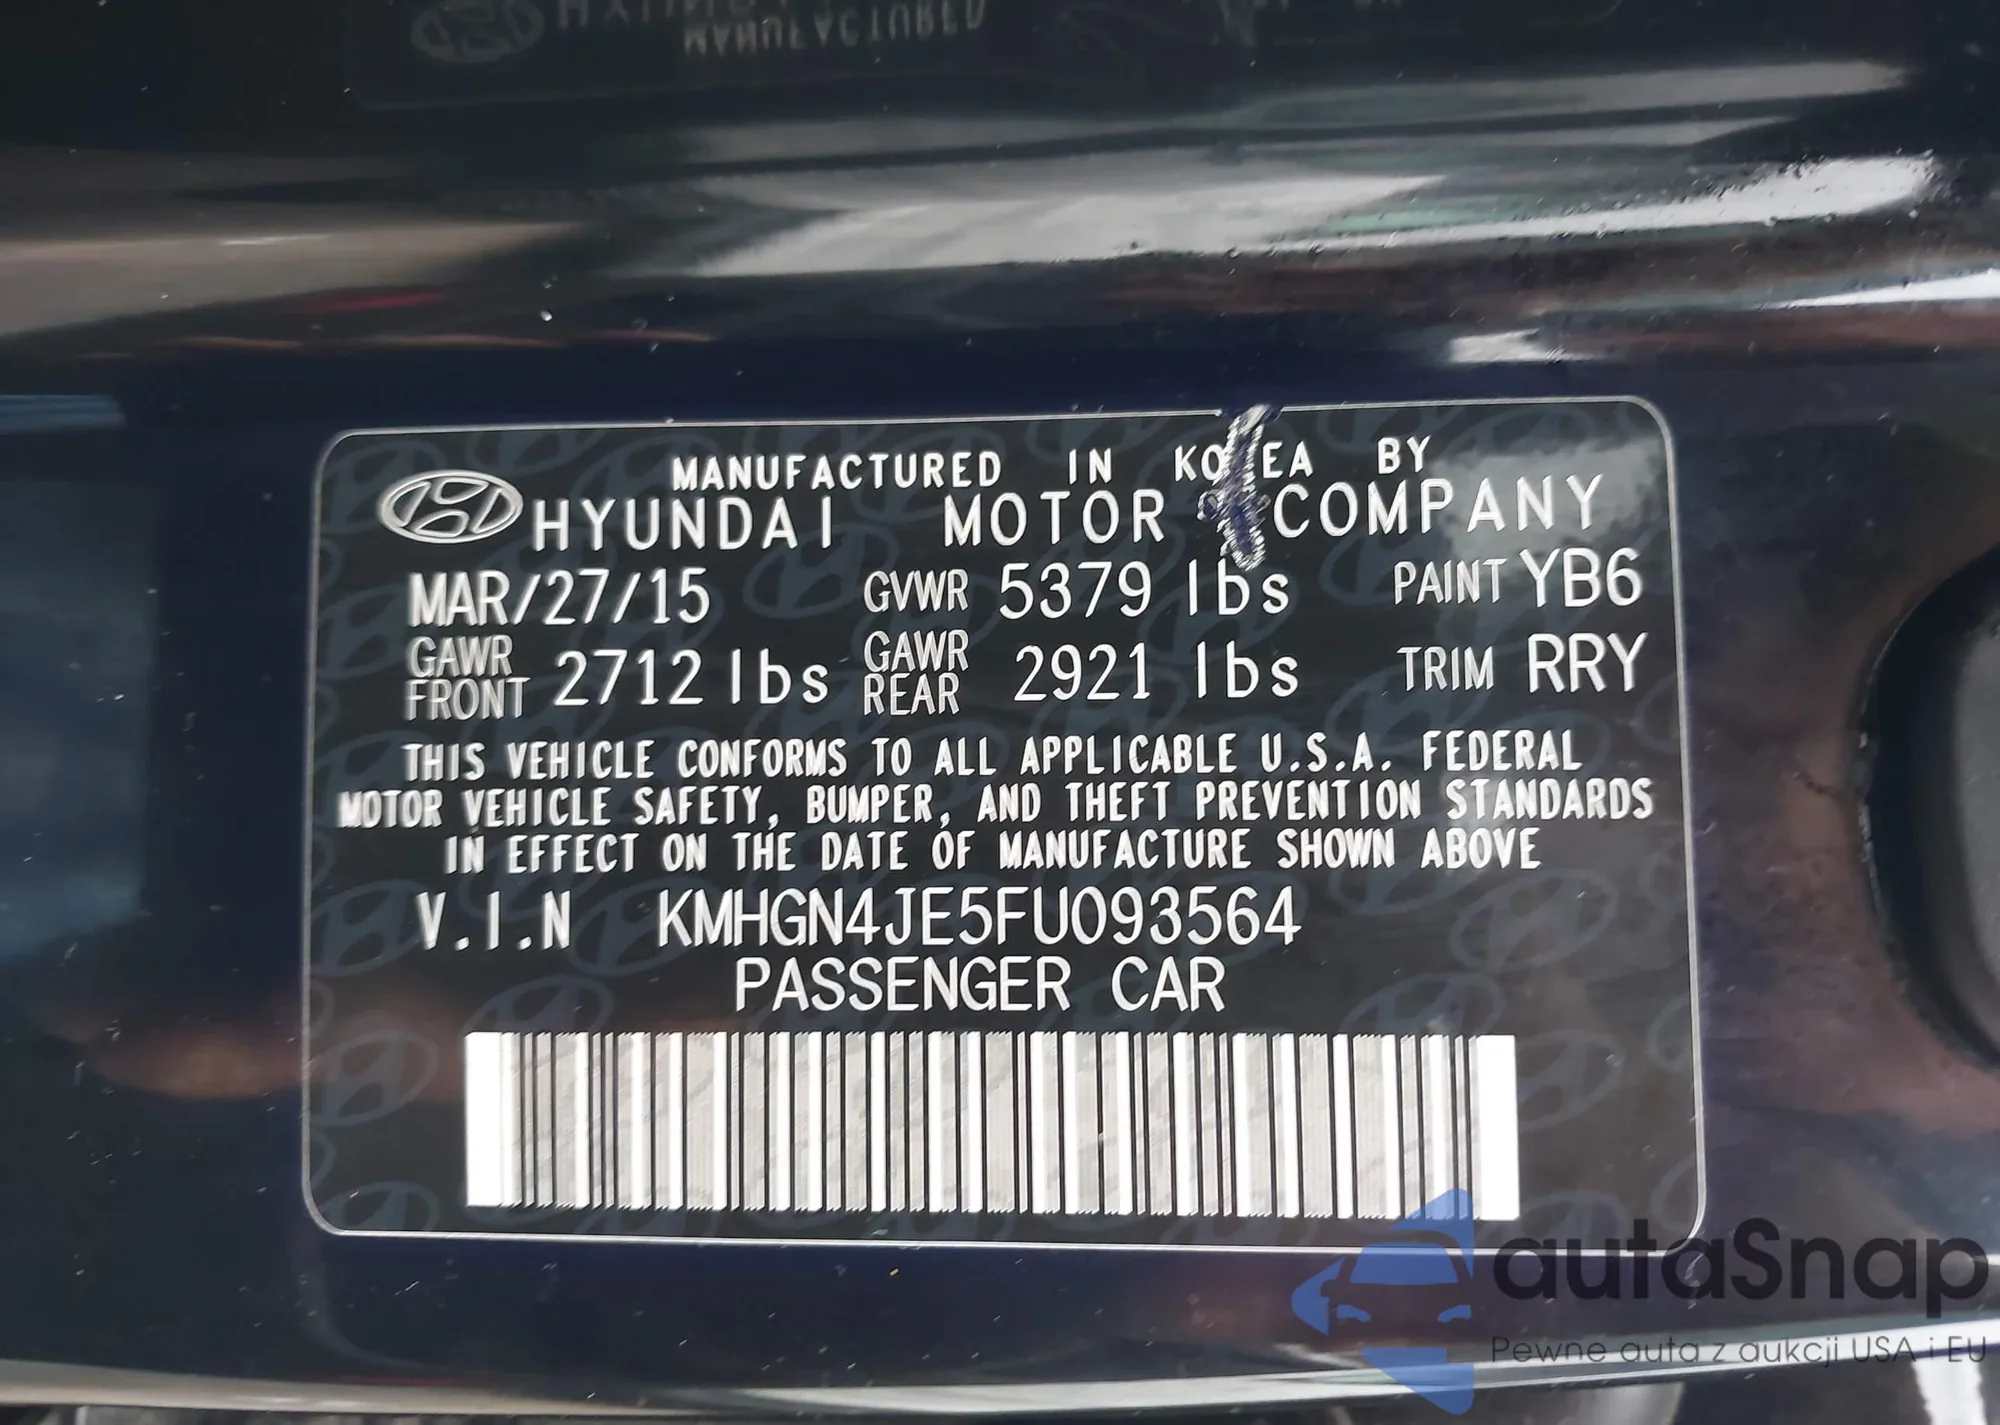 MANUFACTURED
MANUFACTURED IN KOREA BY
HYUNDAI MOTOR COMPANY
MAR/27/15 GVWR 5379 lbs PAINT YB6
GAWR FRONT 2712 lbs GAWR REAR 2921 lbs TRIM RRY
THIS VEHICLE CONFORMS TO ALL APPLICABLE U.S.A. FEDERAL
MOTOR VEHICLE SAFETY, BUMPER, AND THEFT PREVENTION STANDARDS
IN EFFECT ON THE DATE OF MANUFACTURE SHOWN ABOVE
V.I.N KMHGN4JE5FU093564
PASSENGER CAR
autaSnap
Pewne auta z aukcji USA i EU